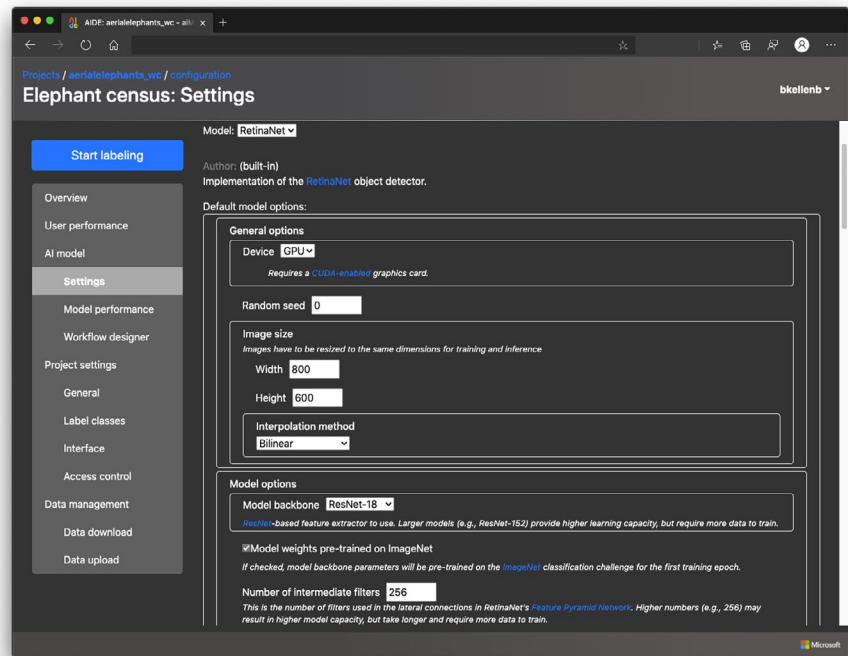 AIDE: aerialelephants_wc - aiM
Projects / aerialelephants_wc / configuration
Elephant census: Settings
bkellenb
Start labeling
Overview
User performance
AI model
Settings
Model performance
Workflow designer
Project settings
General
Label classes
Interface
Access control
Data management
Data download
Data upload
Model: RetinaNet
Author: (built-in)
Implementation of the RetinaNet object detector.
Default model options:
General options
Device GPU
Requires a CUDA-enabled graphics card.
Random seed 0
Image size
Images have to be resized to the same dimensions for training and inference
Width 800
Height 600
Interpolation method
Bilinear
Model options
Model backbone ResNet-18
ResNet-based feature extractor to use. Larger models (e.g., ResNet-152) provide higher learning capacity, but require more data to train.
Model weights pre-trained on ImageNet
If checked, model backbone parameters will be pre-trained on the ImageNet classification challenge for the first training epoch.
Number of intermediate filters 256
This is the number of filters used in the lateral connections in RetinaNet's Feature Pyramid Network. Higher numbers (e.g., 256) may
result in higher model capacity, but take longer and require more data to train.
Microsoft